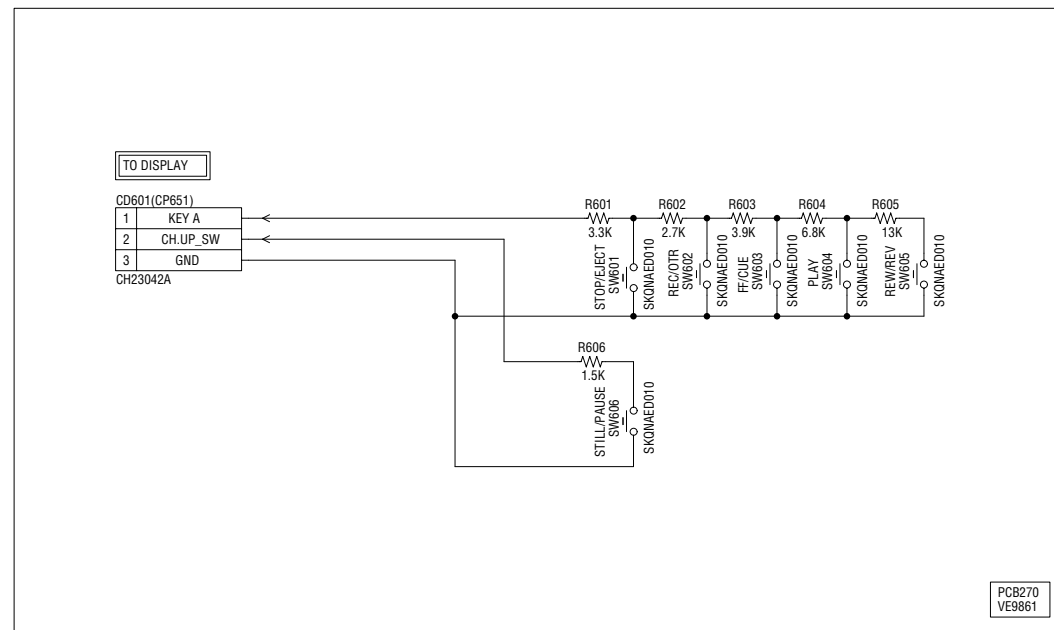 TO DISPLAY
CD601(CP651)
1 KEY A
2 CH.UP_SW
3 GND
CH23042A
R601 R602 R603 R604 R605
3.3K 2.7K 3.9K 6.8K 13K
STOP/EJECT
SW601
SKQNAED010
REC/OTR
SW602
SKQNAED010
FF/CUE
SW603
SKQNAED010
PLAY
SW604
SKQNAED010
REW/REV
SW605
SKQNAED010
R606
1.5K
STILL/PAUSE
SW606
SKQNAED010
PCB270
VE9861